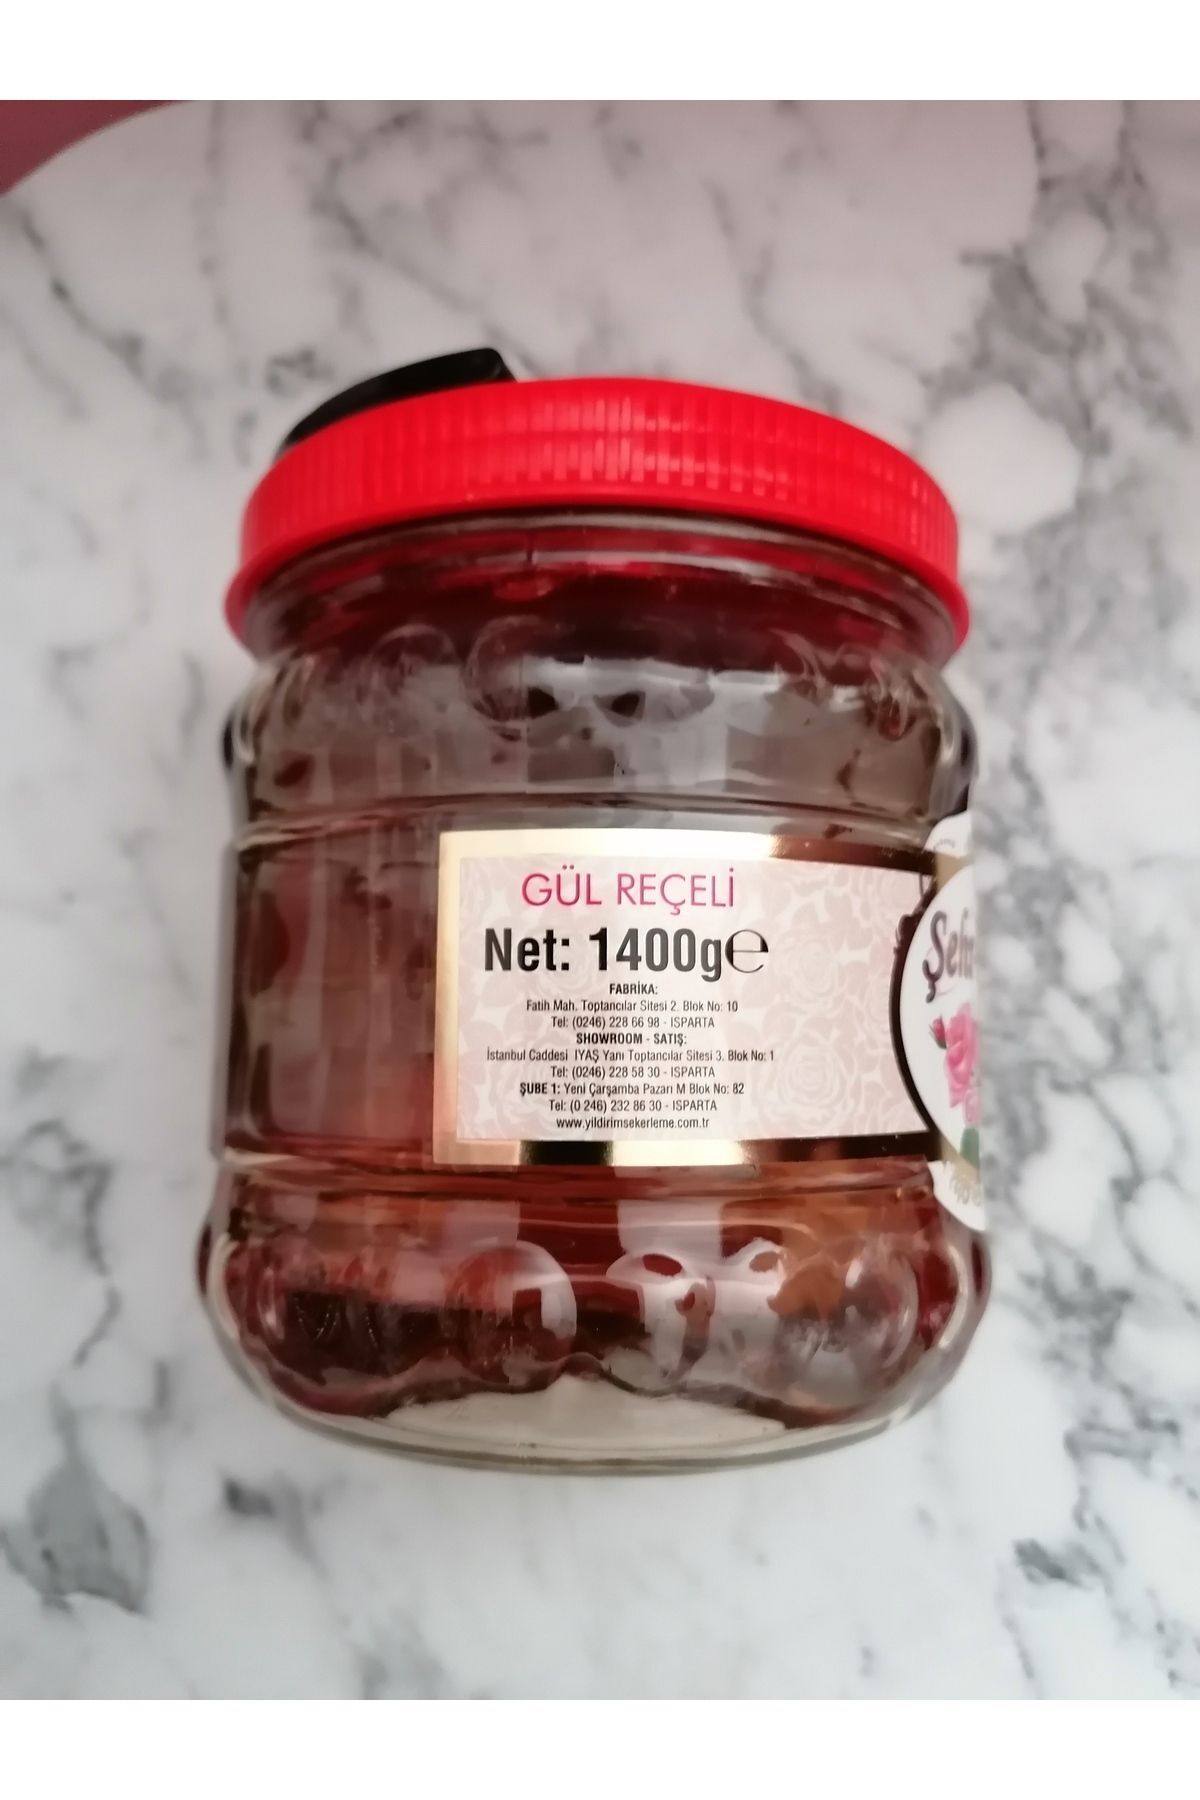 GÜL REÇELİ
Net: 1400g℮
FABRİKA:
Fatih Mah. Toptancılar Sitesi 2. Blok No: 10
Tel: (0246) 228 66 98 - ISPARTA
SHOWROOM - SATIŞ:
İstanbul Caddesi IYAŞ Yanı Toptancılar Sitesi 3. Blok No: 1
Tel: (0246) 228 58 30 - ISPARTA
ŞUBE 1: Yeni Çarşamba Pazarı M Blok No: 82
Tel: (0 246) 232 86 30 - ISPARTA
www.yildirimsekerleme.com.tr